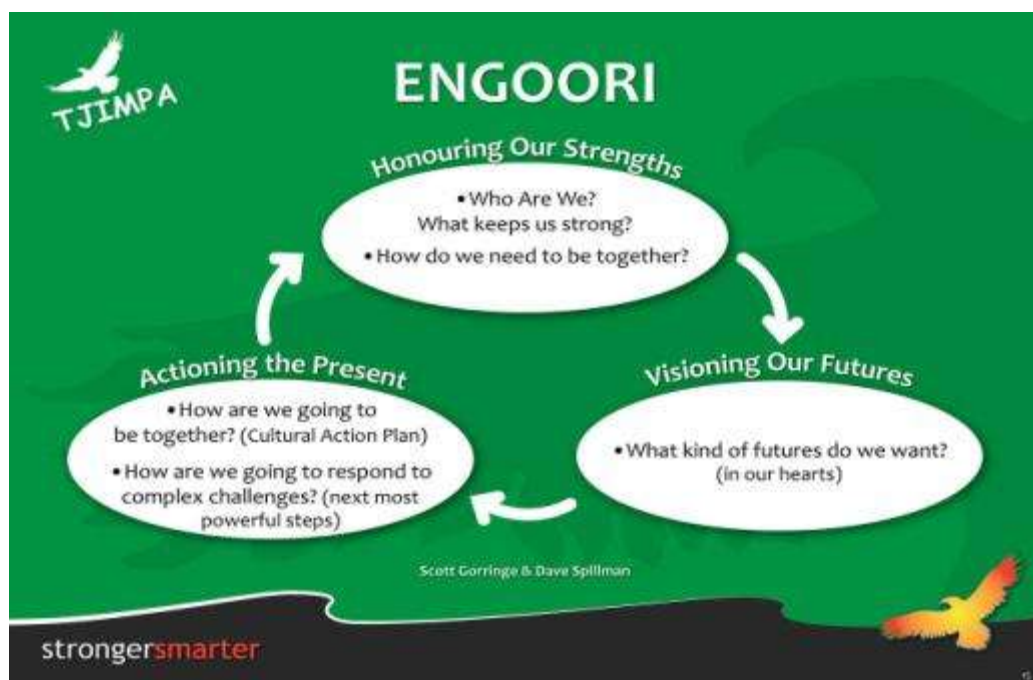 TJIMPA
ENGOORI
Honouring Our Strengths
•Who Are We?
What keeps us strong?
•How do we need to be together?
Visioning Our Futures
•What kind of futures do we want?
(in our hearts)
Actioning the Present
•How are we going to
be together? (Cultural Action Plan)
•How are we going to respond to
complex challenges? (next most
powerful steps)
Scott Gorringe & Dave Spillman
strongersmarter